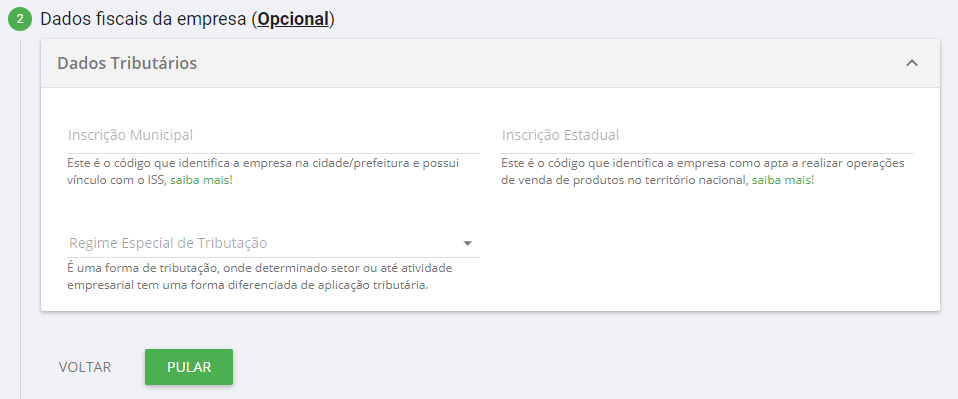 2 Dados fiscais da empresa (Opcional)
Dados Tributários
Inscrição Municipal
Este é o código que identifica a empresa na cidade/prefeitura e possui
vínculo com o ISS, saiba mais!
Inscrição Estadual
Este é o código que identifica a empresa como apta a realizar operações
de venda de produtos no território nacional, saiba mais!
Regime Especial de Tributação
É uma forma de tributação, onde determinado setor ou até atividade
empresarial tem uma forma diferenciada de aplicação tributária.
VOLTAR PULAR